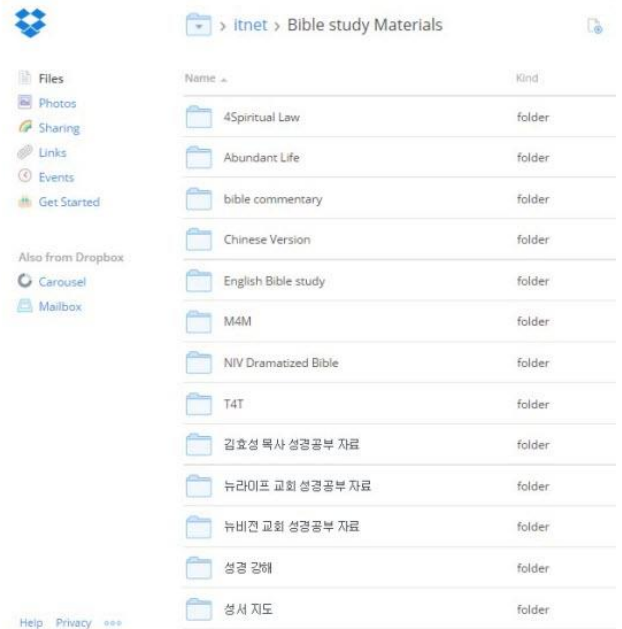 > itnet > Bible study Materials
Files
Photos
Sharing
Links
Events
Get Started
Also from Dropbox
Carousel
Mailbox
Help Privacy
Name Kind
4Spiritual Law folder
Abundant Life folder
bible commentary folder
Chinese Version folder
English Bible study folder
M4M folder
NIV Dramatized Bible folder
T4T folder
김효성 목사 성경공부 자료 folder
뉴라이프 교회 성경공부 자료 folder
뉴비전 교회 성경공부 자료 folder
성경 강해 folder
성서 지도 folder